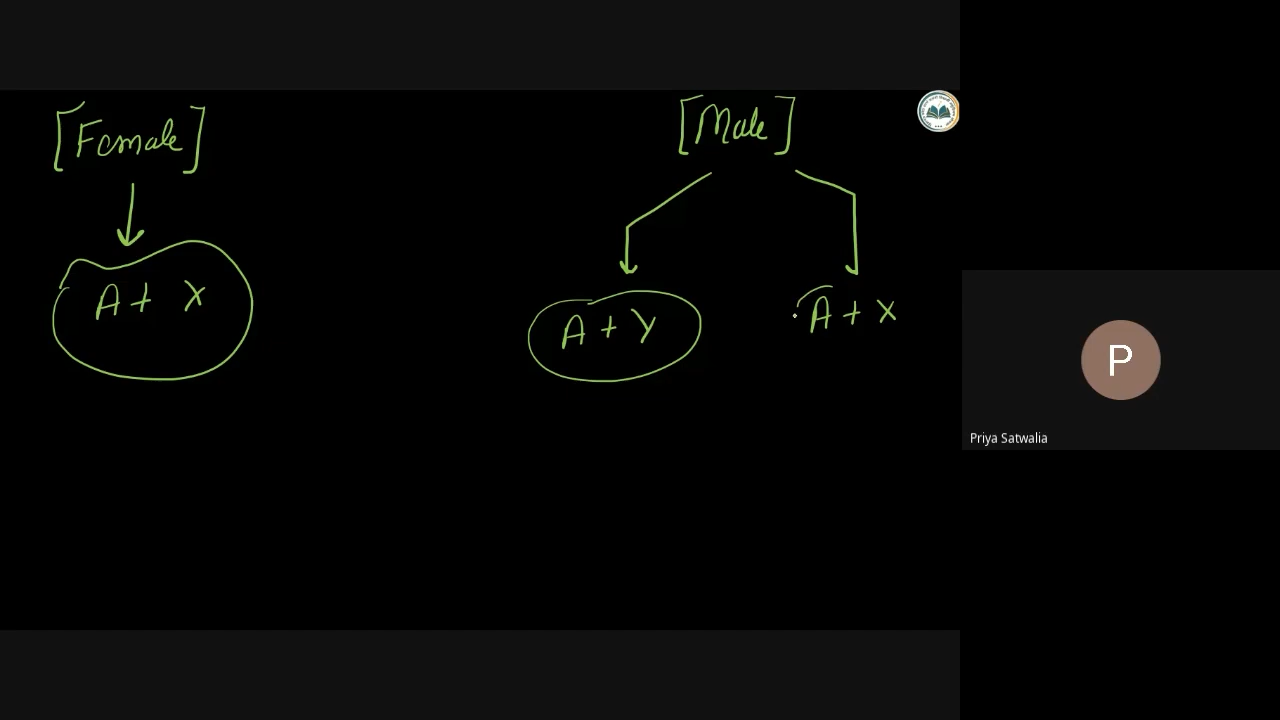 [Female]
[Male]
A + X
A + Y
A + X
P
Priya Satwalia